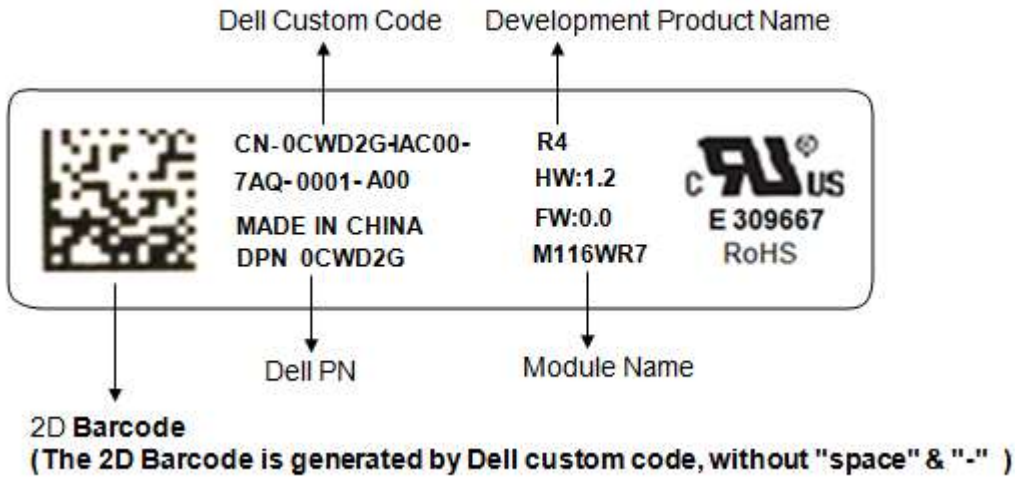 Dell Custom Code Development Product Name
CN-0CWD2G-IAC00- R4
7AQ-0001-A00 HW:1.2
MADE IN CHINA FW:0.0
DPN 0CWD2G M116WR7
C RU ® US
E 309667
RoHS
Dell PN Module Name
2D Barcode
(The 2D Barcode is generated by Dell custom code, without "space" & "-" )